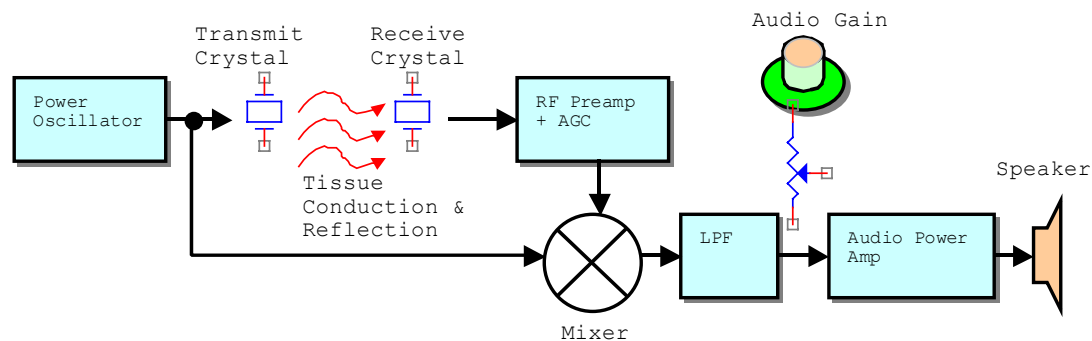 Audio Gain
Transmit
Crystal
Receive
Crystal
Power
Oscillator
RF Preamp
+ AGC
Tissue
Conduction &
Reflection
Speaker
LPF
Audio Power
Amp
Mixer